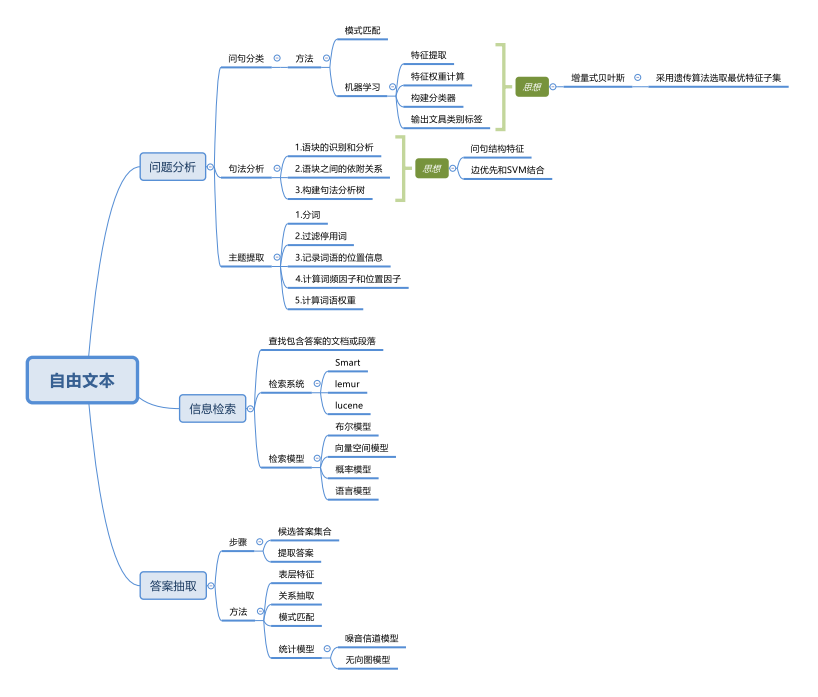 自由文本
问题分析
问句分类
方法
模式匹配
机器学习
特征提取
特征权重计算
构建分类器
输出文具类别标签
思想
增量式贝叶斯
采用遗传算法选取最优特征子集
句法分析
1.语块的识别和分析
2.语块之间的依附关系
3.构建句法分析树
思想
问句结构特征
边优先和SVM结合
主题提取
1.分词
2.过滤停用词
3.记录词语的位置信息
4.计算词频因子和位置因子
5.计算词语权重
信息检索
查找包含答案的文档或段落
检索系统
Smart
lemur
lucene
检索模型
布尔模型
向量空间模型
概率模型
语言模型
答案抽取
步骤
候选答案集合
提取答案
方法
表层特征
关系抽取
模式匹配
统计模型
噪音信道模型
无向图模型